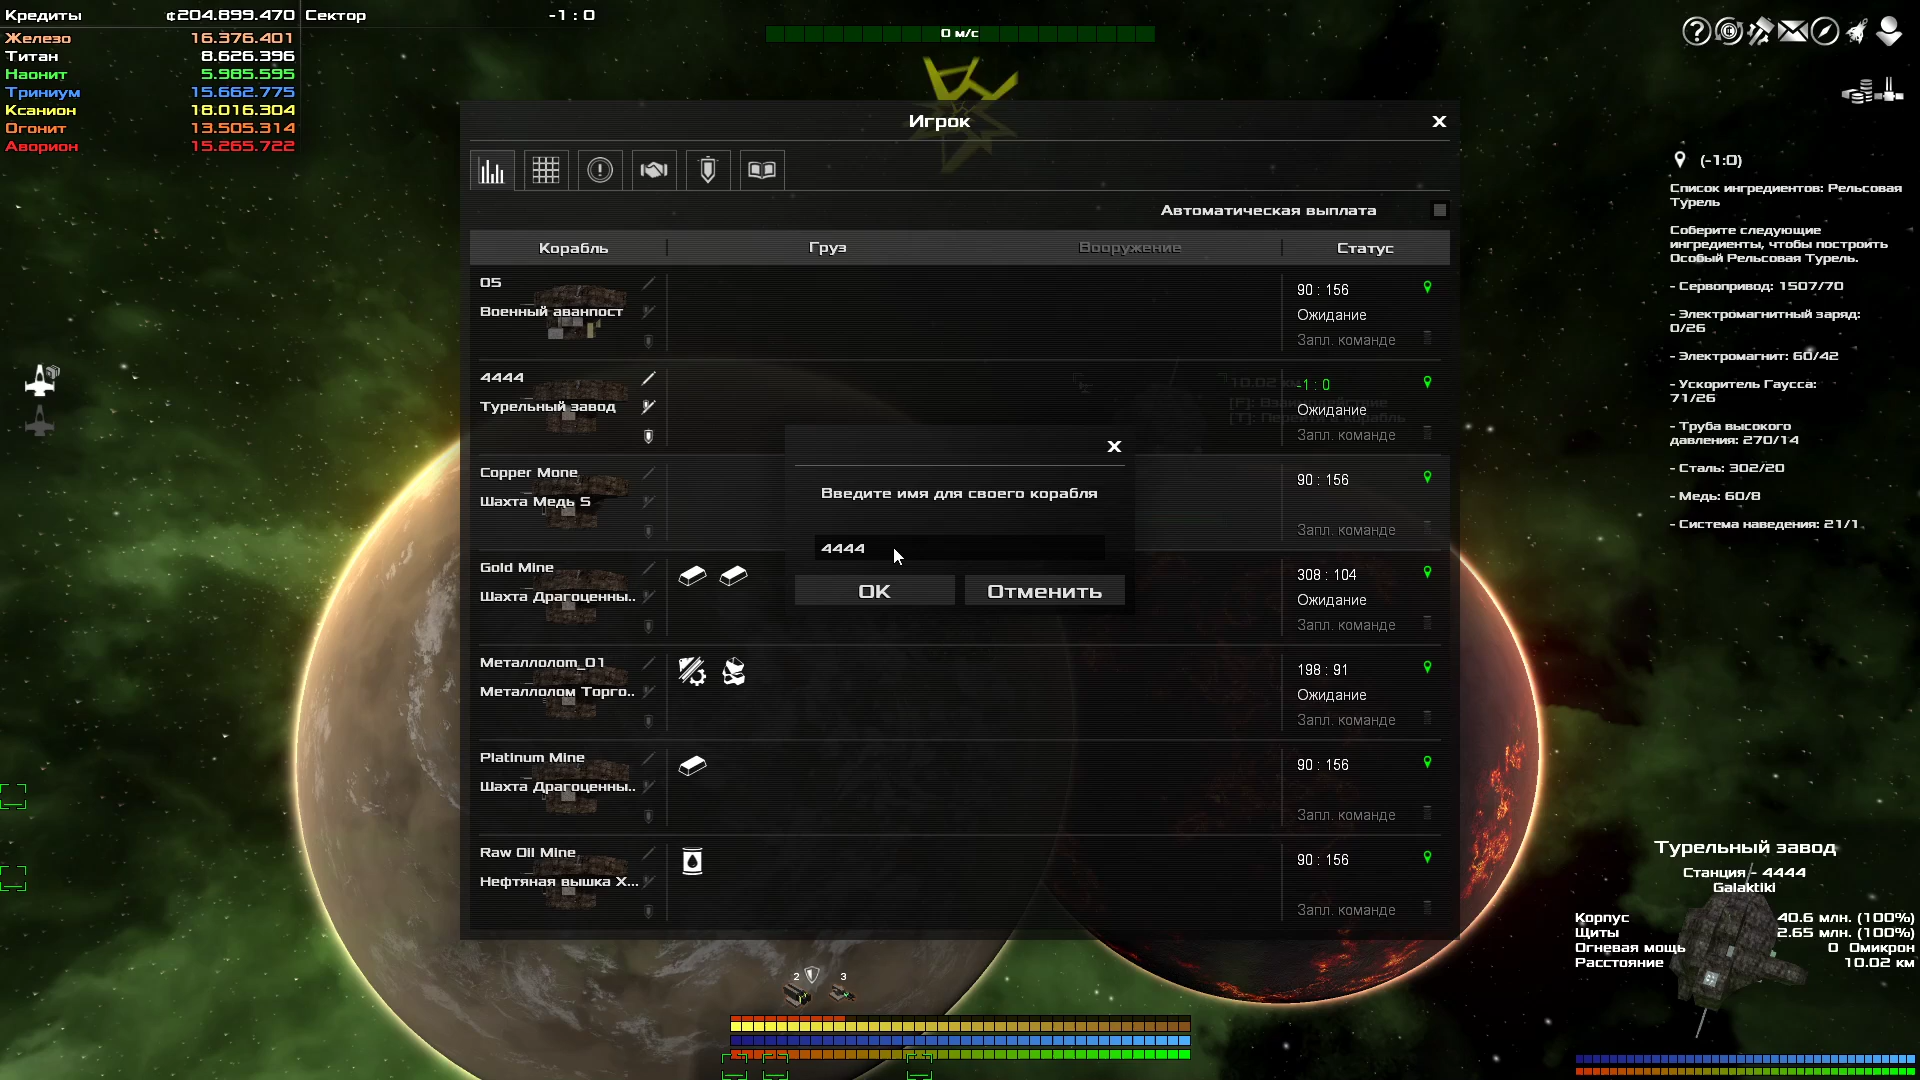 Кредиты ¢204.899.470 Сектор -1 : 0
Железо 16.376.401
Титан 8.626.396
Наонит 5.985.595
Триниум 15.662.775
Ксанион 18.016.304
Огонит 13.505.314
Аворион 15.265.722
0 м/с
Игрок
X
Автоматическая выплата
Корабль Груз Вооружение Статус
05
Военный аванпост
90 : 156
Ожидание
Запл. команде
4444
Турельный завод
-1 : 0
Ожидание
Запл. команде
10.02
[F]: Взаимодействие
Copper Mone
Шахта Медь S
90 : 156
Запл. команде
Gold Mine
Шахта Драгоценны..
308 : 104
Ожидание
Запл. команде
Металлолом_01
Металлолом Торго..
198 : 91
Ожидание
Запл. команде
Platinum Mine
Шахта Драгоценны..
90 : 156
Запл. команде
Raw Oil Mine
Нефтяная вышка X...
90 : 156
Запл. команде
X
Введите имя для своего корабля
4444
OK Отменить
(-1:0)
Список ингредиентов: Рельсовая
Турель
Соберите следующие
ингредиенты, чтобы построить
Особый Рельсовая Турель.
- Сервопривод: 1507/70
- Электромагнитный заряд:
0/26
- Электромагнит: 60/42
- Ускоритель Гаусса:
71/26
- Труба высокого
давления: 270/14
- Сталь: 302/20
- Медь: 60/8
- Система наведения: 21/1
Турельный завод
Станция - 4444
Galaktiki
Корпус 40.6 млн. (100%)
Щиты 2.65 млн. (100%)
Огневая мощь 0 Омикрон
Расстояние 10.02 км
2 3